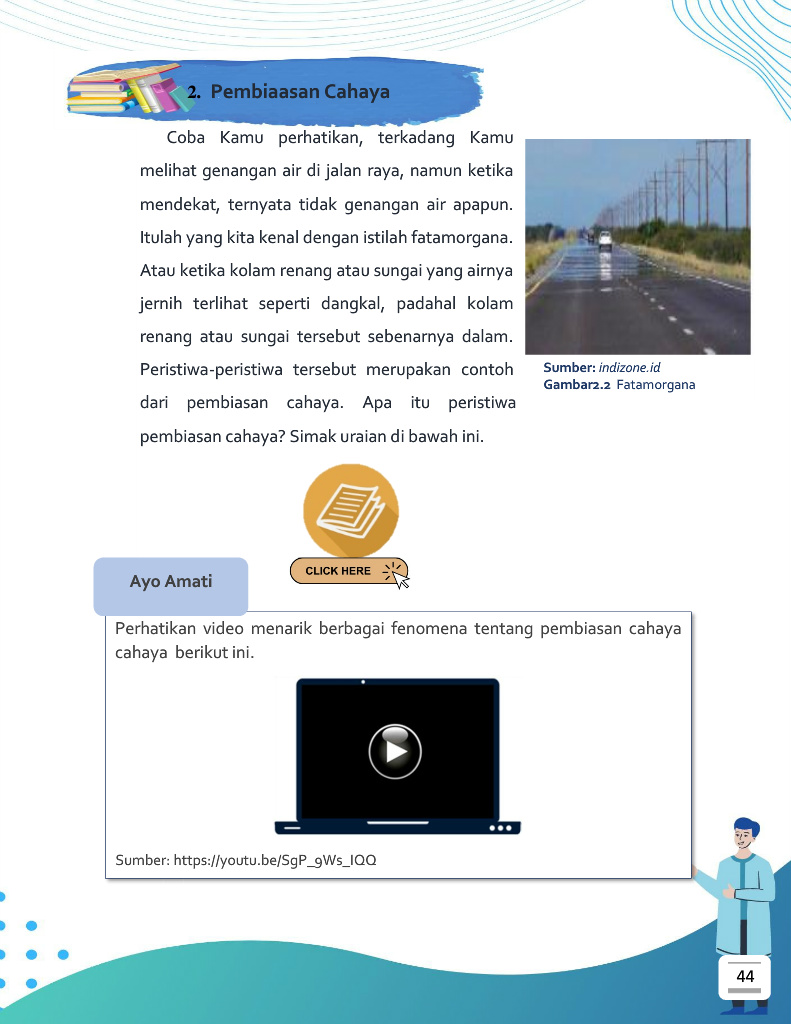 2. Pembiaasan Cahaya
Coba Kamu perhatikan, terkadang Kamu
melihat genangan air di jalan raya, namun ketika
mendekat, ternyata tidak genangan air apapun.
Itulah yang kita kenal dengan istilah fatamorgana.
Atau ketika kolam renang atau sungai yang airnya
jernih terlihat seperti dangkal, padahal kolam
renang atau sungai tersebut sebenarnya dalam.
Peristiwa-peristiwa tersebut merupakan contoh
dari pembiasan cahaya. Apa itu peristiwa
pembiasan cahaya? Simak uraian di bawah ini.
Sumber: indizone.id
Gambar2.2 Fatamorgana
CLICK HERE
Ayo Amati
Perhatikan video menarik berbagai fenomena tentang pembiasan cahaya
cahaya berikut ini.
Sumber: https://youtu.be/SgP_9Ws_IQQ
44